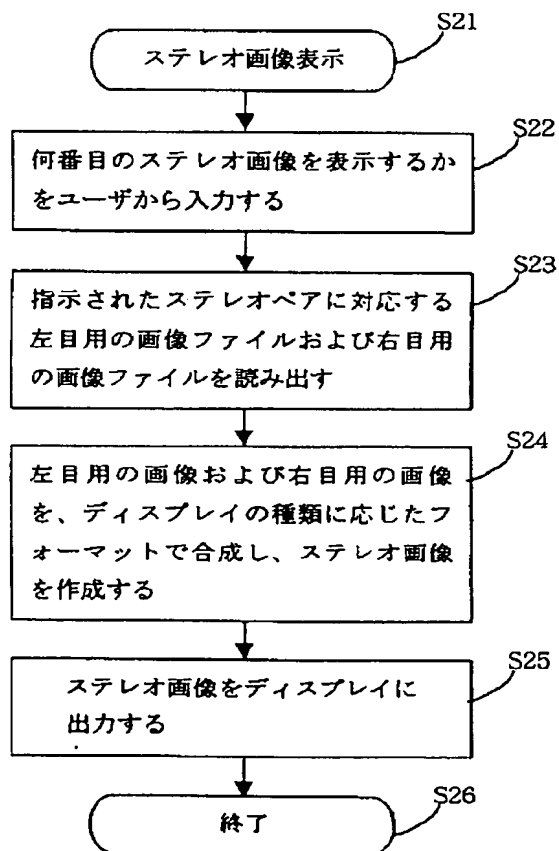 S21
ステレオ画像表示
S22
何番目のステレオ画像を表示するか
をユーザから入力する
S23
指示されたステレオペアに対応する
左目用の画像ファイルおよび右目用
の画像ファイルを読み出す
S24
左目用の画像および右目用の画像
を、ディスプレイの種類に応じたフ
ォーマットで合成し、ステレオ画像
を作成する
S25
ステレオ画像をディスプレイに
出力する
S26
終了